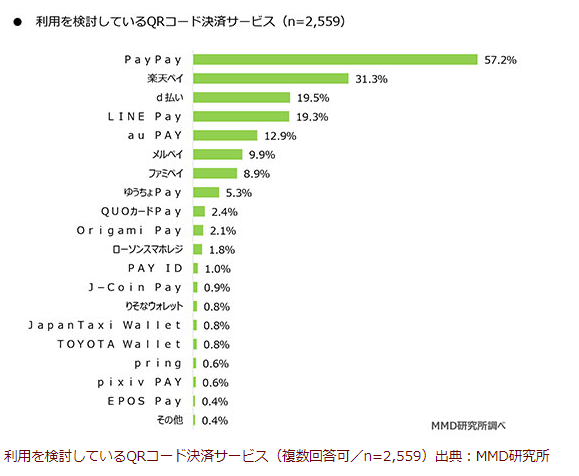 ● 利用を検討しているQRコード決済サービス（n=2,559）
ＰａｙＰａｙ 57.2%
楽天ペイ 31.3%
ｄ払い 19.5%
ＬＩＮＥ Ｐａｙ 19.3%
ａｕ ＰＡＹ 12.9%
メルペイ 9.9%
ファミペイ 8.9%
ゆうちょＰａｙ 5.3%
ＱＵＯカードＰａｙ 2.4%
Ｏｒｉｇａｍｉ Ｐａｙ 2.1%
ローソンスマホレジ 1.8%
ＰＡＹ ＩＤ 1.0%
Ｊ－Ｃｏｉｎ Ｐａｙ 0.9%
りそなウォレット 0.8%
ＪａｐａｎＴａｘｉ Ｗａｌｌｅｔ 0.8%
ＴＯＹＯＴＡ Ｗａｌｌｅｔ 0.8%
ｐｒｉｎｇ 0.6%
ｐｉｘｉｖ ＰＡＹ 0.6%
ＥＰＯＳ Ｐａｙ 0.4%
その他 0.4%
MMD研究所調べ
利用を検討しているQRコード決済サービス（複数回答可／n=2,559）出典：MMD研究所